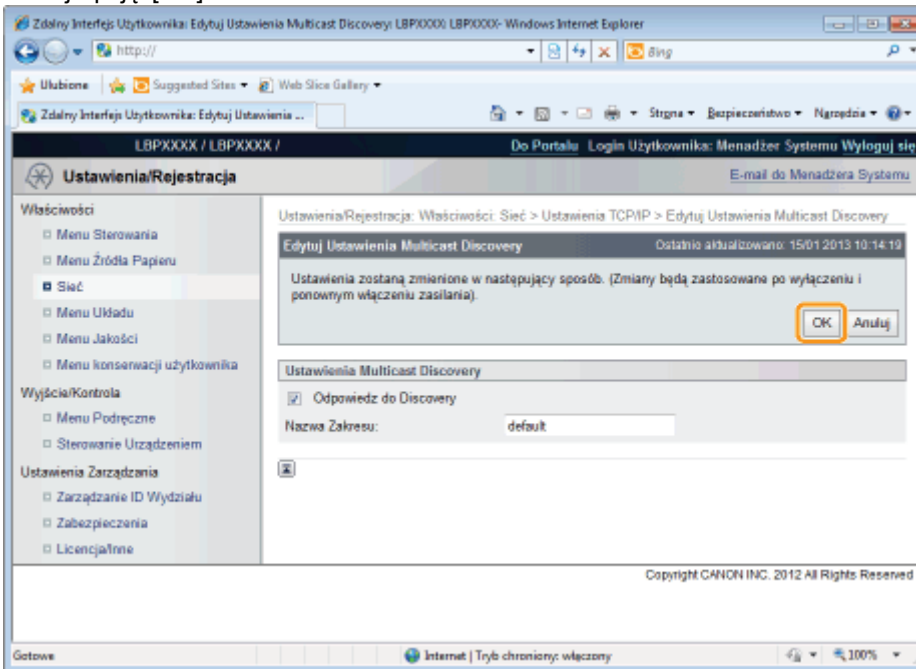 Zdalny Interfejs Użytkownika: Edytuj Ustawienia Multicast Discovery: LBPXXXX: LBPXXXX- Windows Internet Explorer
http://
Bing
Ulubione Suggested Sites Web Slice Gallery
Zdalny Interfejs Użytkownika: Edytuj Ustawienia ... Strona Bezpieczeństwo Narzędzia
LBPXXXX / LBPXXXX / Do Portalu Login Użytkownika: Menadżer Systemu Wyloguj się
Ustawienia/Rejestracja E-mail do Menadżera Systemu
Właściwości
Menu Sterowania
Menu Źródła Papieru
Sieć
Menu Układu
Menu Jakości
Menu konserwacji użytkownika
Wyjście/Kontrola
Menu Podręczne
Sterowanie Urządzeniem
Ustawienia Zarządzania
Zarządzanie ID Wydziału
Zabezpieczenia
Licencja/Inne
Ustawienia/Rejestracja: Właściwości: Sieć > Ustawienia TCP/IP > Edytuj Ustawienia Multicast Discovery
Edytuj Ustawienia Multicast Discovery Ostatnio aktualizowano: 15/01 2013 10:14:19
Ustawienia zostaną zmienione w następujący sposób. (Zmiany będą zastosowane po wyłączeniu i
ponownym włączeniu zasilania).
OK Anuluj
Ustawienia Multicast Discovery
Odpowiedz do Discovery
Nazwa Zakresu: default
Copyright CANON INC. 2012 All Rights Reserved
Gotowe Internet | Tryb chroniony: włączony 100%